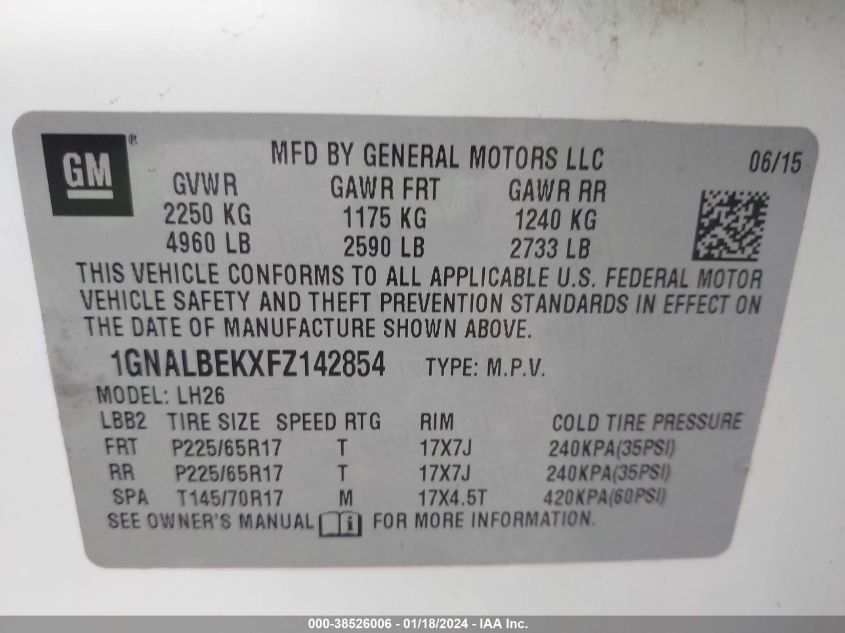 GM®
MFD BY GENERAL MOTORS LLC 06/15
GVWR GAWR FRT GAWR RR
2250 KG 1175 KG 1240 KG
4960 LB 2590 LB 2733 LB
THIS VEHICLE CONFORMS TO ALL APPLICABLE U.S. FEDERAL MOTOR
VEHICLE SAFETY AND THEFT PREVENTION STANDARDS IN EFFECT ON
THE DATE OF MANUFACTURE SHOWN ABOVE.
1GNALBEKXFZ142854 TYPE: M.P.V.
MODEL: LH26
LBB2 TIRE SIZE SPEED RTG RIM COLD TIRE PRESSURE
FRT P225/65R17 T 17X7J 240KPA(35PSI)
RR P225/65R17 T 17X7J 240KPA(35PSI)
SPA T145/70R17 M 17X4.5T 420KPA(60PSI)
SEE OWNER'S MANUAL FOR MORE INFORMATION.
000-38526006 - 01/18/2024 - IAA Inc.